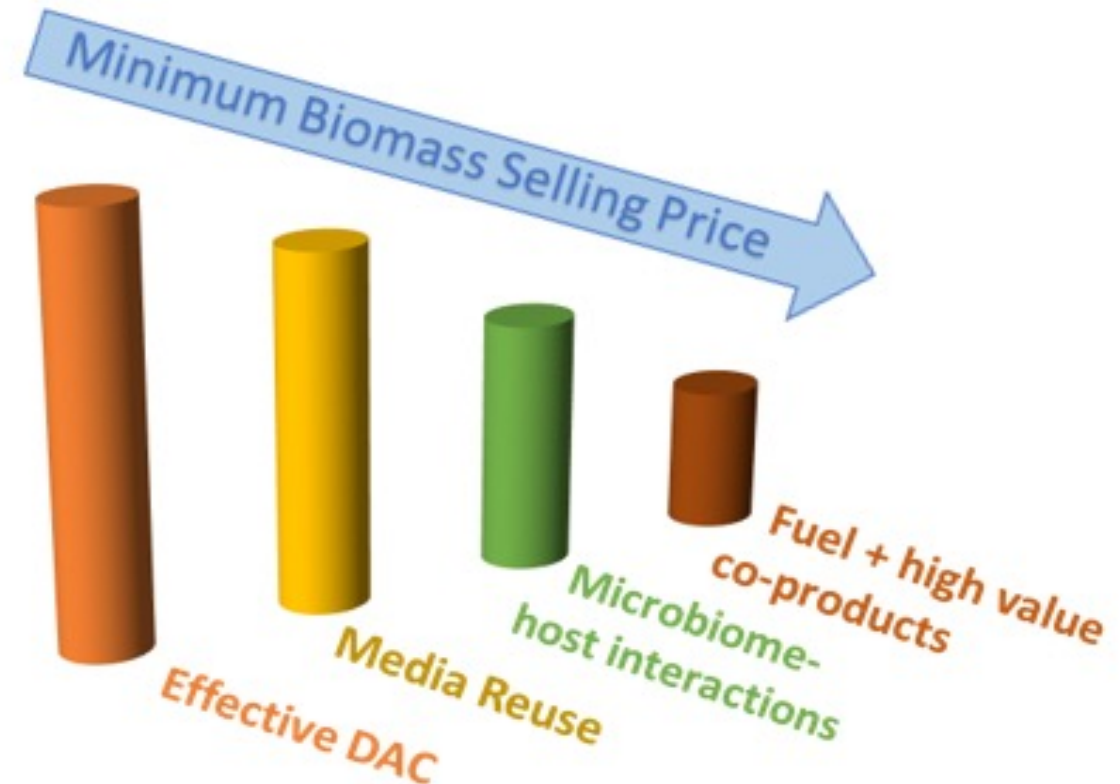 Minimum Biomass Selling Price
Effective DAC
Media Reuse
Microbiome-
host interactions
Fuel + high value
co-products